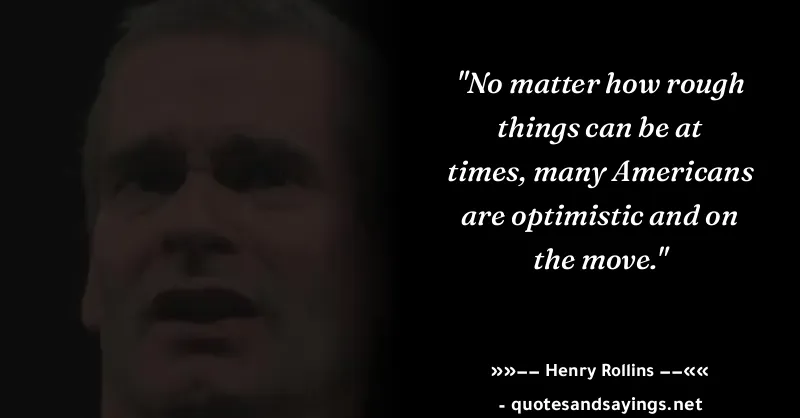 "No matter how rough
things can be at
times, many Americans
are optimistic and on
the move."
»»−− Henry Rollins −−««
- quotesandsayings.net